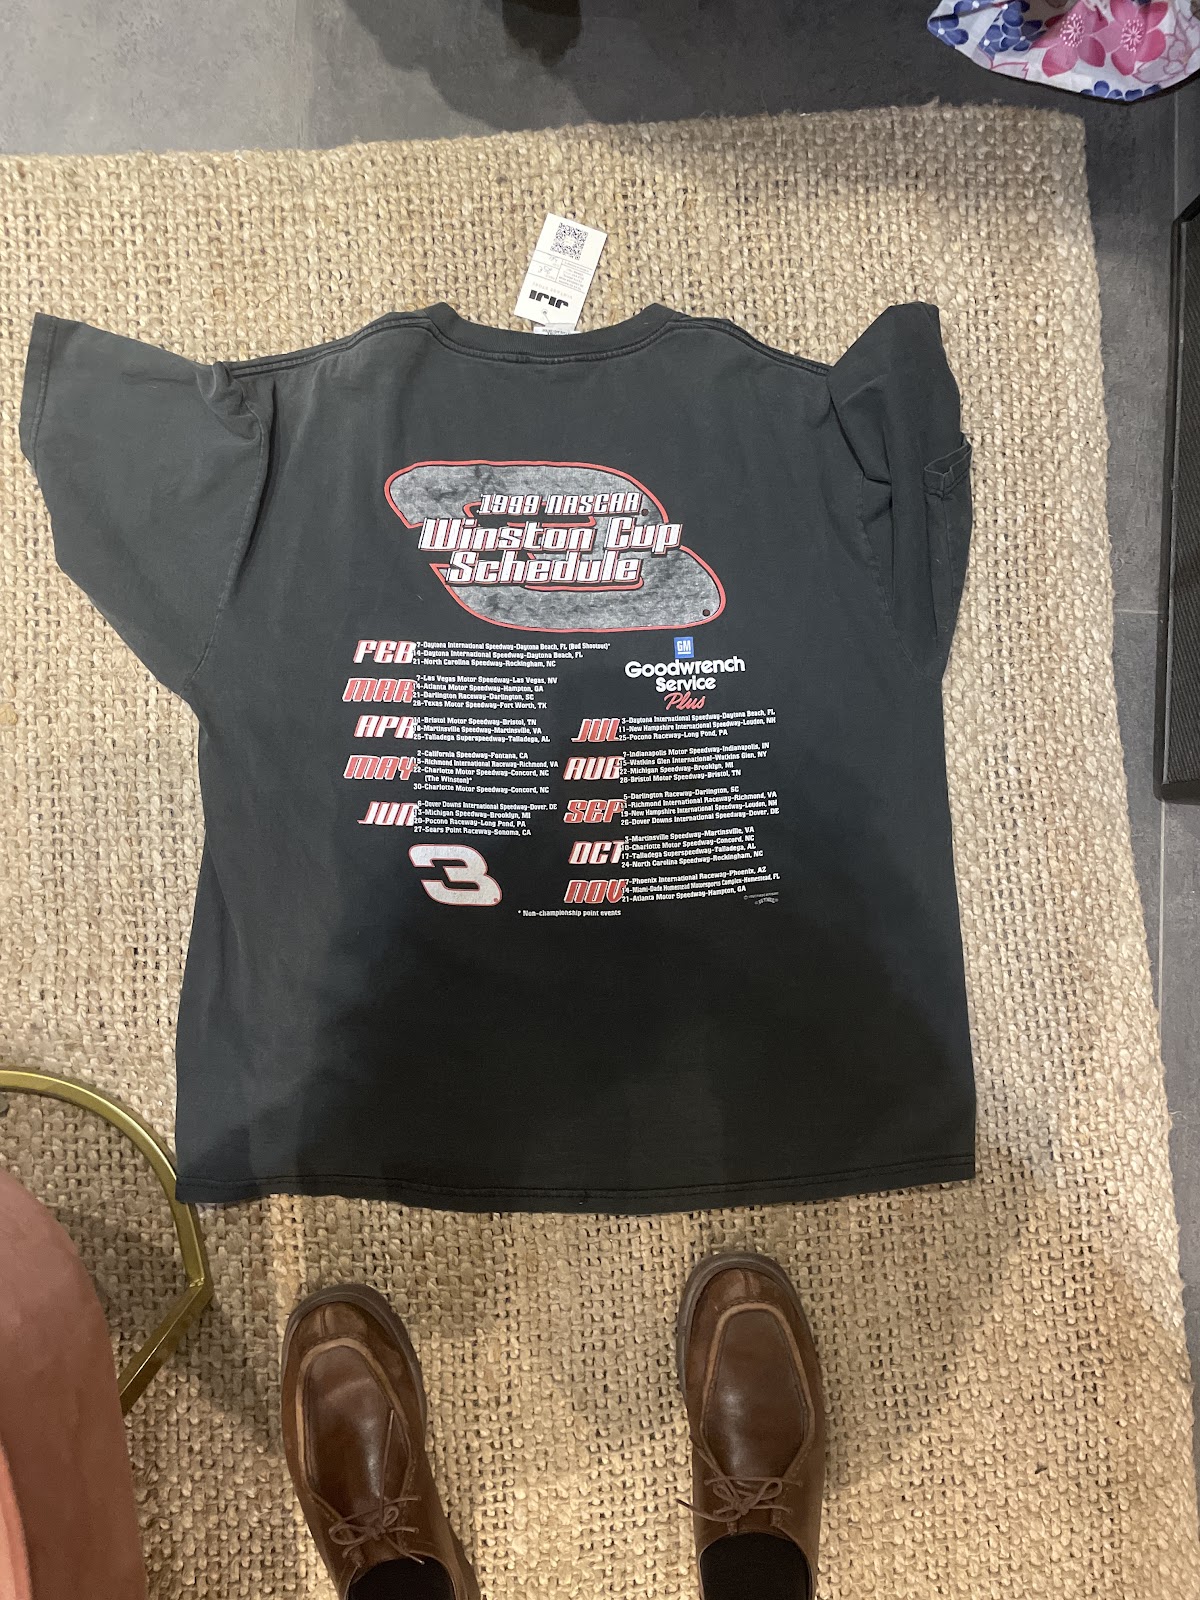 JIJI
1999 NASCAR
Winston Cup
Schedule
FEB
7-Daytona International Speedway-Daytona Beach, FL (Bud Shootout)*
14-Daytona International Speedway-Daytona Beach, FL
21-North Carolina Speedway-Rockingham, NC
MAR
7-Las Vegas Motor Speedway-Las Vegas, NV
14-Atlanta Motor Speedway-Hampton, GA
21-Darlington Raceway-Darlington, SC
28-Texas Motor Speedway-Fort Worth, TX
APR
11-Bristol Motor Speedway-Bristol, TN
18-Martinsville Speedway-Martinsville, VA
25-Talladega Superspeedway-Talladega, AL
MAY
2-California Speedway-Fontana, CA
15-Richmond International Raceway-Richmond, VA
22-Charlotte Motor Speedway-Concord, NC
(The Winston)*
30-Charlotte Motor Speedway-Concord, NC
JUN
6-Dover Downs International Speedway-Dover, DE
13-Michigan Speedway-Brooklyn, MI
20-Pocono Raceway-Long Pond, PA
27-Sears Point Raceway-Sonoma, CA
3
GM
Goodwrench
Service
Plus
JUL
3-Daytona International Speedway-Daytona Beach, FL
11-New Hampshire International Speedway-Loudon, NH
25-Pocono Raceway-Long Pond, PA
AUG
7-Indianapolis Motor Speedway-Indianapolis, IN
15-Watkins Glen International-Watkins Glen, NY
22-Michigan Speedway-Brooklyn, MI
28-Bristol Motor Speedway-Bristol, TN
SEP
5-Darlington Raceway-Darlington, SC
11-Richmond International Raceway-Richmond, VA
19-New Hampshire International Speedway-Loudon, NH
26-Dover Downs International Speedway-Dover, DE
OCT
3-Martinsville Speedway-Martinsville, VA
10-Charlotte Motor Speedway-Concord, NC
17-Talladega Superspeedway-Talladega, AL
24-North Carolina Speedway-Rockingham, NC
NOV
7-Phoenix International Raceway-Phoenix, AZ
14-Miami-Dade Homestead Motorsports Complex-Homestead, FL
21-Atlanta Motor Speedway-Hampton, GA
* Non-championship point events